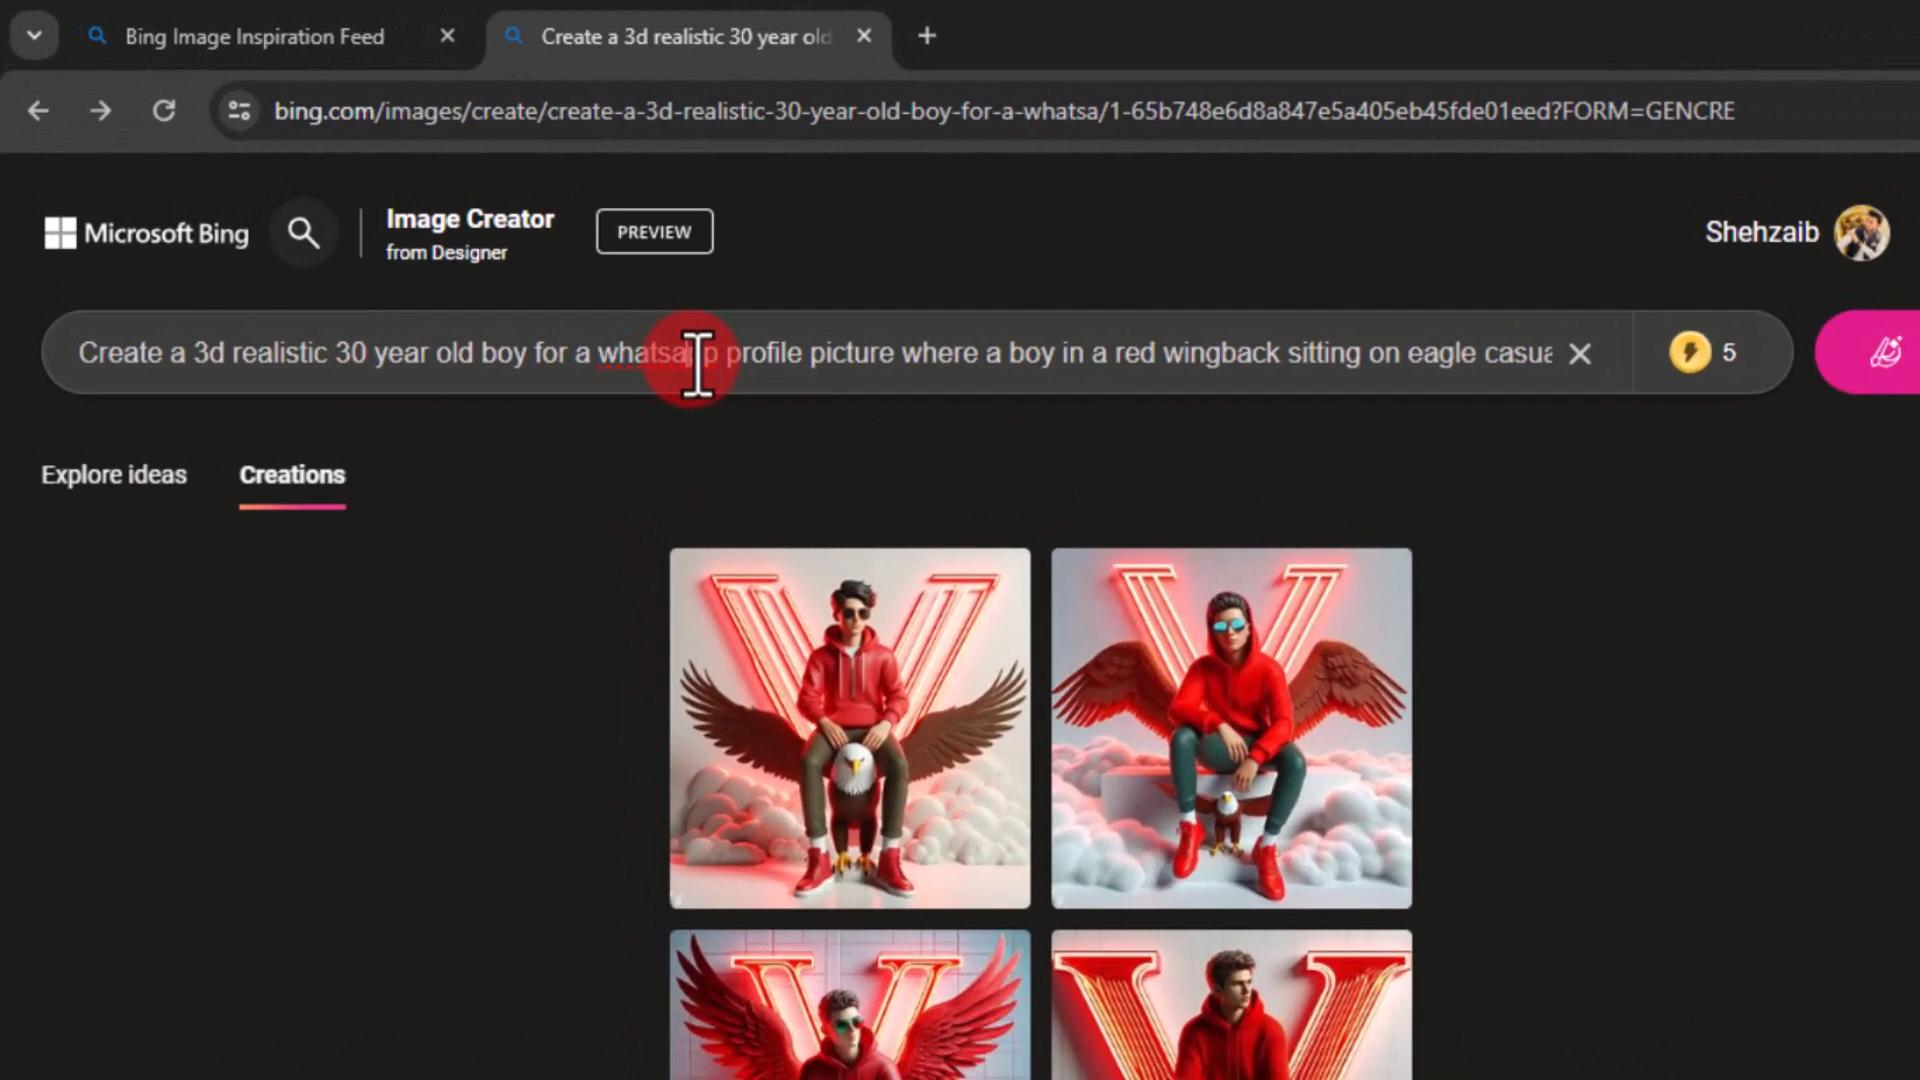 Bing Image Inspiration Feed
Create a 3d realistic 30 year old
bing.com/images/create/create-a-3d-realistic-30-year-old-boy-for-a-whatsa/1-65b748e6d8a847e5a405eb45fde01eed?FORM=GENCRE
Microsoft Bing
Image Creator
from Designer
PREVIEW
Shehzaib
Create a 3d realistic 30 year old boy for a whatsapp profile picture where a boy in a red wingback sitting on eagle casua
5
Explore ideas
Creations
V
V
V
V